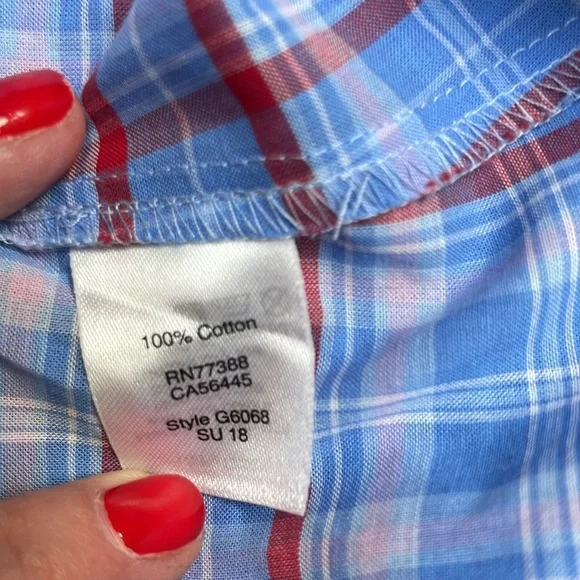 100% Cotton
RN77388
CA56445
Style G6068
SU 18